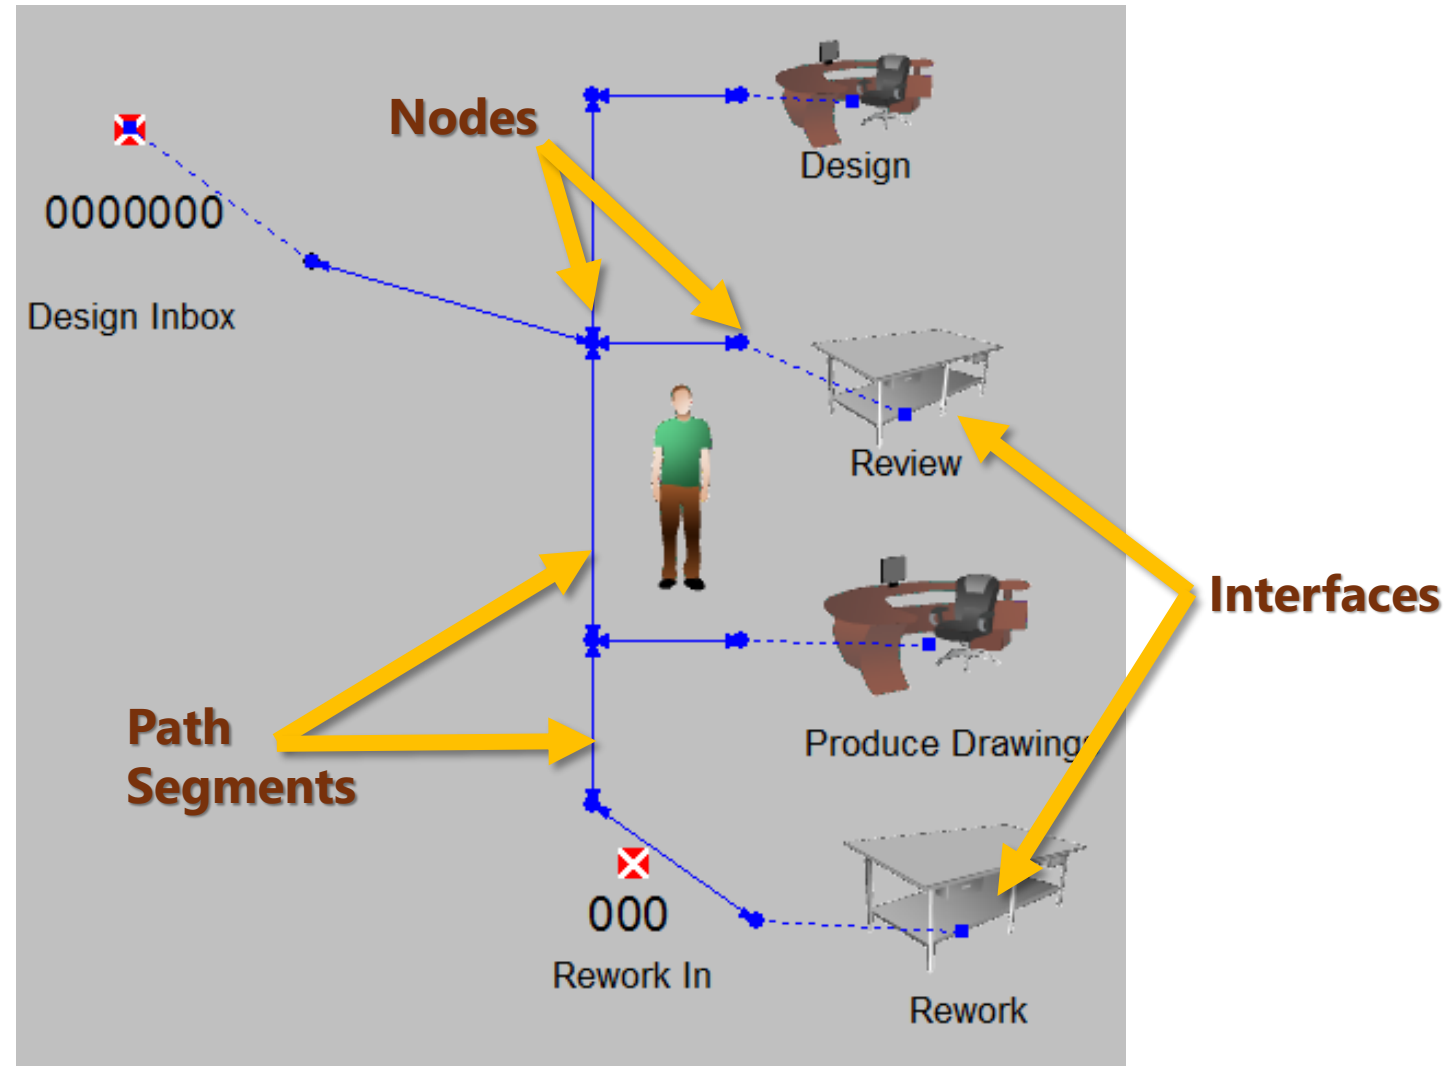 Nodes
Design
0000000
Design Inbox
Review
Interfaces
Path
Segments
Produce Drawings
000
Rework In
Rework